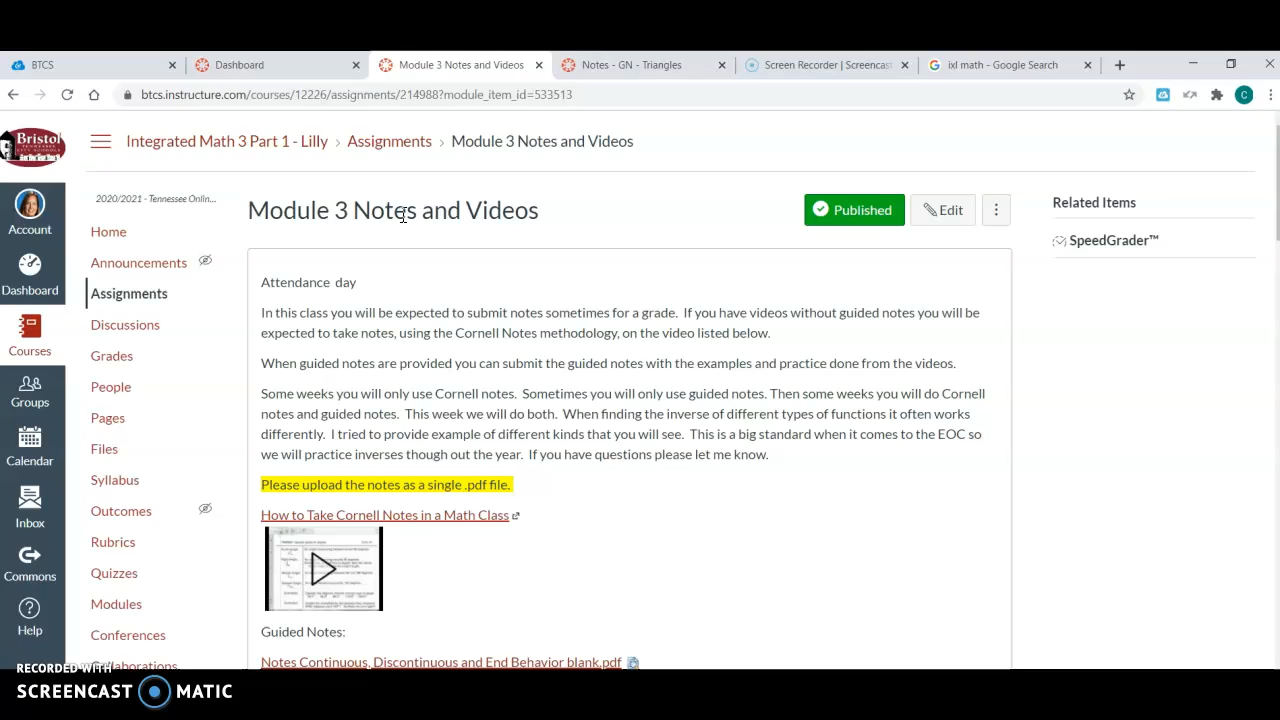 BTCS
Dashboard
Module 3 Notes and Videos
Notes - GN - Triangles
Screen Recorder | Screencast
ixl math - Google Search
btcs.instructure.com/courses/12226/assignments/214988?module_item_id=533513
C
Bristol
Integrated Math 3 Part 1 - Lilly › Assignments › Module 3 Notes and Videos
Account
Dashboard
Courses
Groups
Calendar
Inbox
Commons
Help
2020/2021 - Tennessee Onlin...
Home
Announcements
Assignments
Discussions
Grades
People
Pages
Files
Syllabus
Outcomes
Rubrics
Quizzes
Modules
Conferences
Collaborations
Module 3 Notes and Videos
Published
Edit
Related Items
SpeedGrader™
Attendance day
In this class you will be expected to submit notes sometimes for a grade. If you have videos without guided notes you will be
expected to take notes, using the Cornell Notes methodology, on the video listed below.
When guided notes are provided you can submit the guided notes with the examples and practice done from the videos.
Some weeks you will only use Cornell notes. Sometimes you will only use guided notes. Then some weeks you will do Cornell
notes and guided notes. This week we will do both. When finding the inverse of different types of functions it often works
differently. I tried to provide example of different kinds that you will see. This is a big standard when it comes to the EOC so
we will practice inverses though out the year. If you have questions please let me know.
Please upload the notes as a single .pdf file.
How to Take Cornell Notes in a Math Class
Guided Notes:
Notes Continuous, Discontinuous and End Behavior blank.pdf
RECORDED WITH
SCREENCAST MATIC